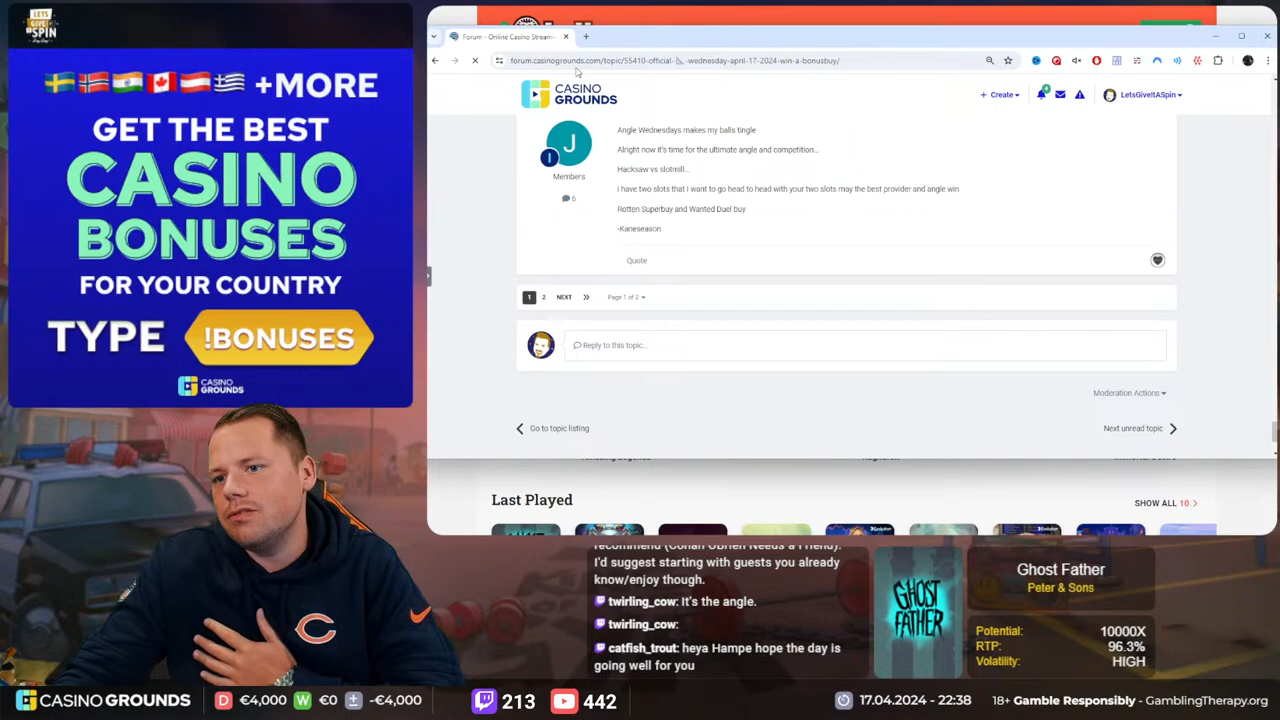 LETS
GIVE IT
SPIN
+MORE
GET THE BEST
CASINO
BONUSES
FOR YOUR COUNTRY
TYPE !BONUSES
CASINO
GROUNDS
Forum - Online Casino Stream
forum.casinogrounds.com/topic/55410-official-📐-wednesday-april-17-2024-win-a-bonusbuy/
CASINO
GROUNDS
+ Create
4
LetsGiveItASpin
J
I
Members
6
Angle Wednesdays makes my balls tingle
Alright now it's time for the ultimate angle and competition...
Hacksaw vs slotmill...
i have two slots that i want to go head to head with your two slots may the best provider and angle win
Rotten Superbuy and Wanted Duel buy
-Kaneseason
Quote
1 2 NEXT Page 1 of 2
Reply to this topic...
Moderation Actions
Go to topic listing
Next unread topic
Last Played
SHOW ALL 10
recommend (Conan OBrien Needs a Friend).
I'd suggest starting with guests you already
know/enjoy though.
twirling_cow: It's the angle.
twirling_cow:
catfish_trout: heya Hampe hope the day is
going well for you
GHOST
FATHER
Ghost Father
Peter & Sons
Potential: 10000X
RTP: 96.3%
Volatility: HIGH
C
CASINOGROUNDS
D €4,000 W €0 ± -€4,000
213
442
17.04.2024 - 22:38
18+ Gamble Responsibly - GamblingTherapy.org